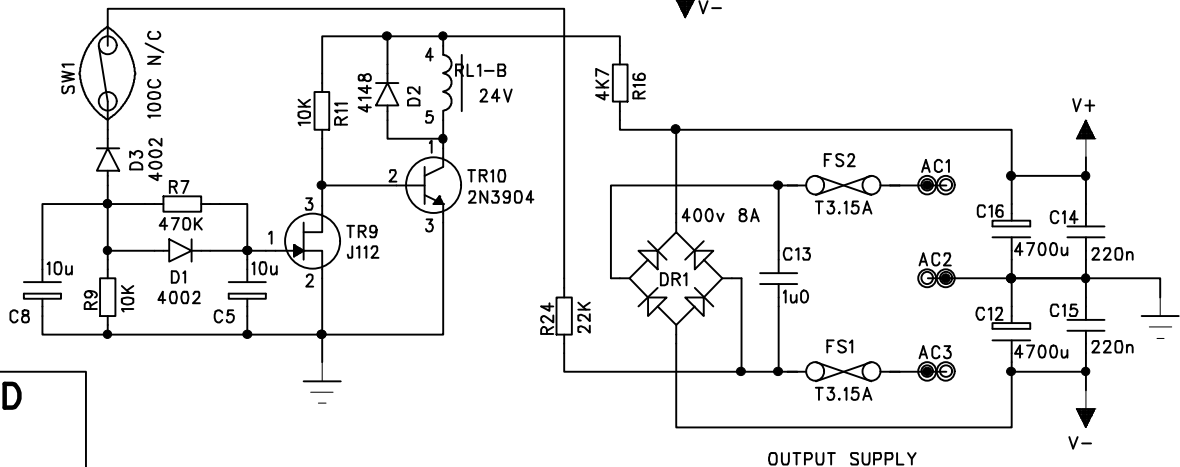 V-
SW1
100C N/C
D3
4002
R7
470K
D1
4002
10u
C8
R9
10K
10u
C5
1
3
2
TR9
J112
10K
R11
4148
D2
4
5
RL1-B
24V
1
2
3
TR10
2N3904
4K7
R16
R24
22K
400v 8A
DR1
C13
1u0
FS2
T3.15A
FS1
T3.15A
AC1
AC2
AC3
C16
4700u
C12
4700u
V+
C14
220n
C15
220n
V-
D
OUTPUT SUPPLY